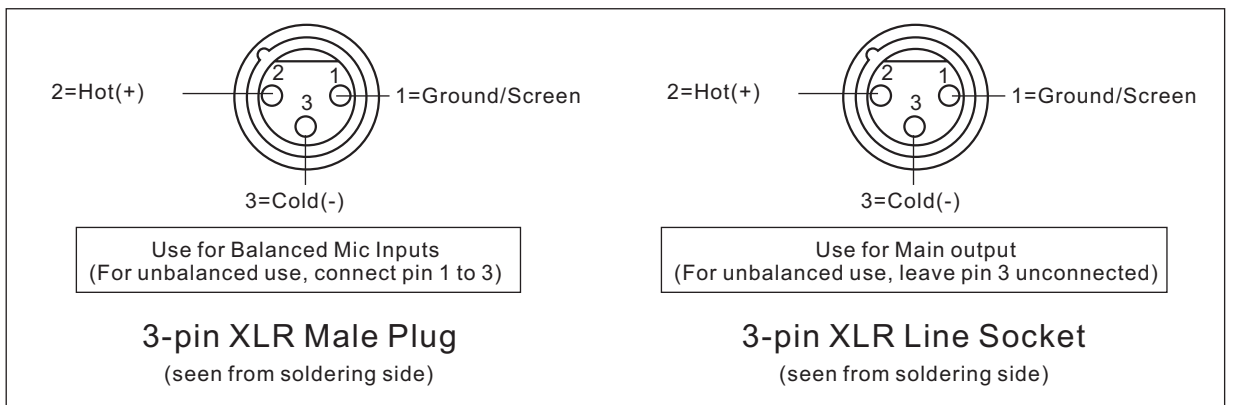 2
1
3
2=Hot(+)
1=Ground/Screen
3=Cold(-)
Use for Balanced Mic Inputs
(For unbalanced use, connect pin 1 to 3)
3-pin XLR Male Plug
(seen from soldering side)
2
1
3
2=Hot(+)
1=Ground/Screen
3=Cold(-)
Use for Main output
(For unbalanced use, leave pin 3 unconnected)
3-pin XLR Line Socket
(seen from soldering side)